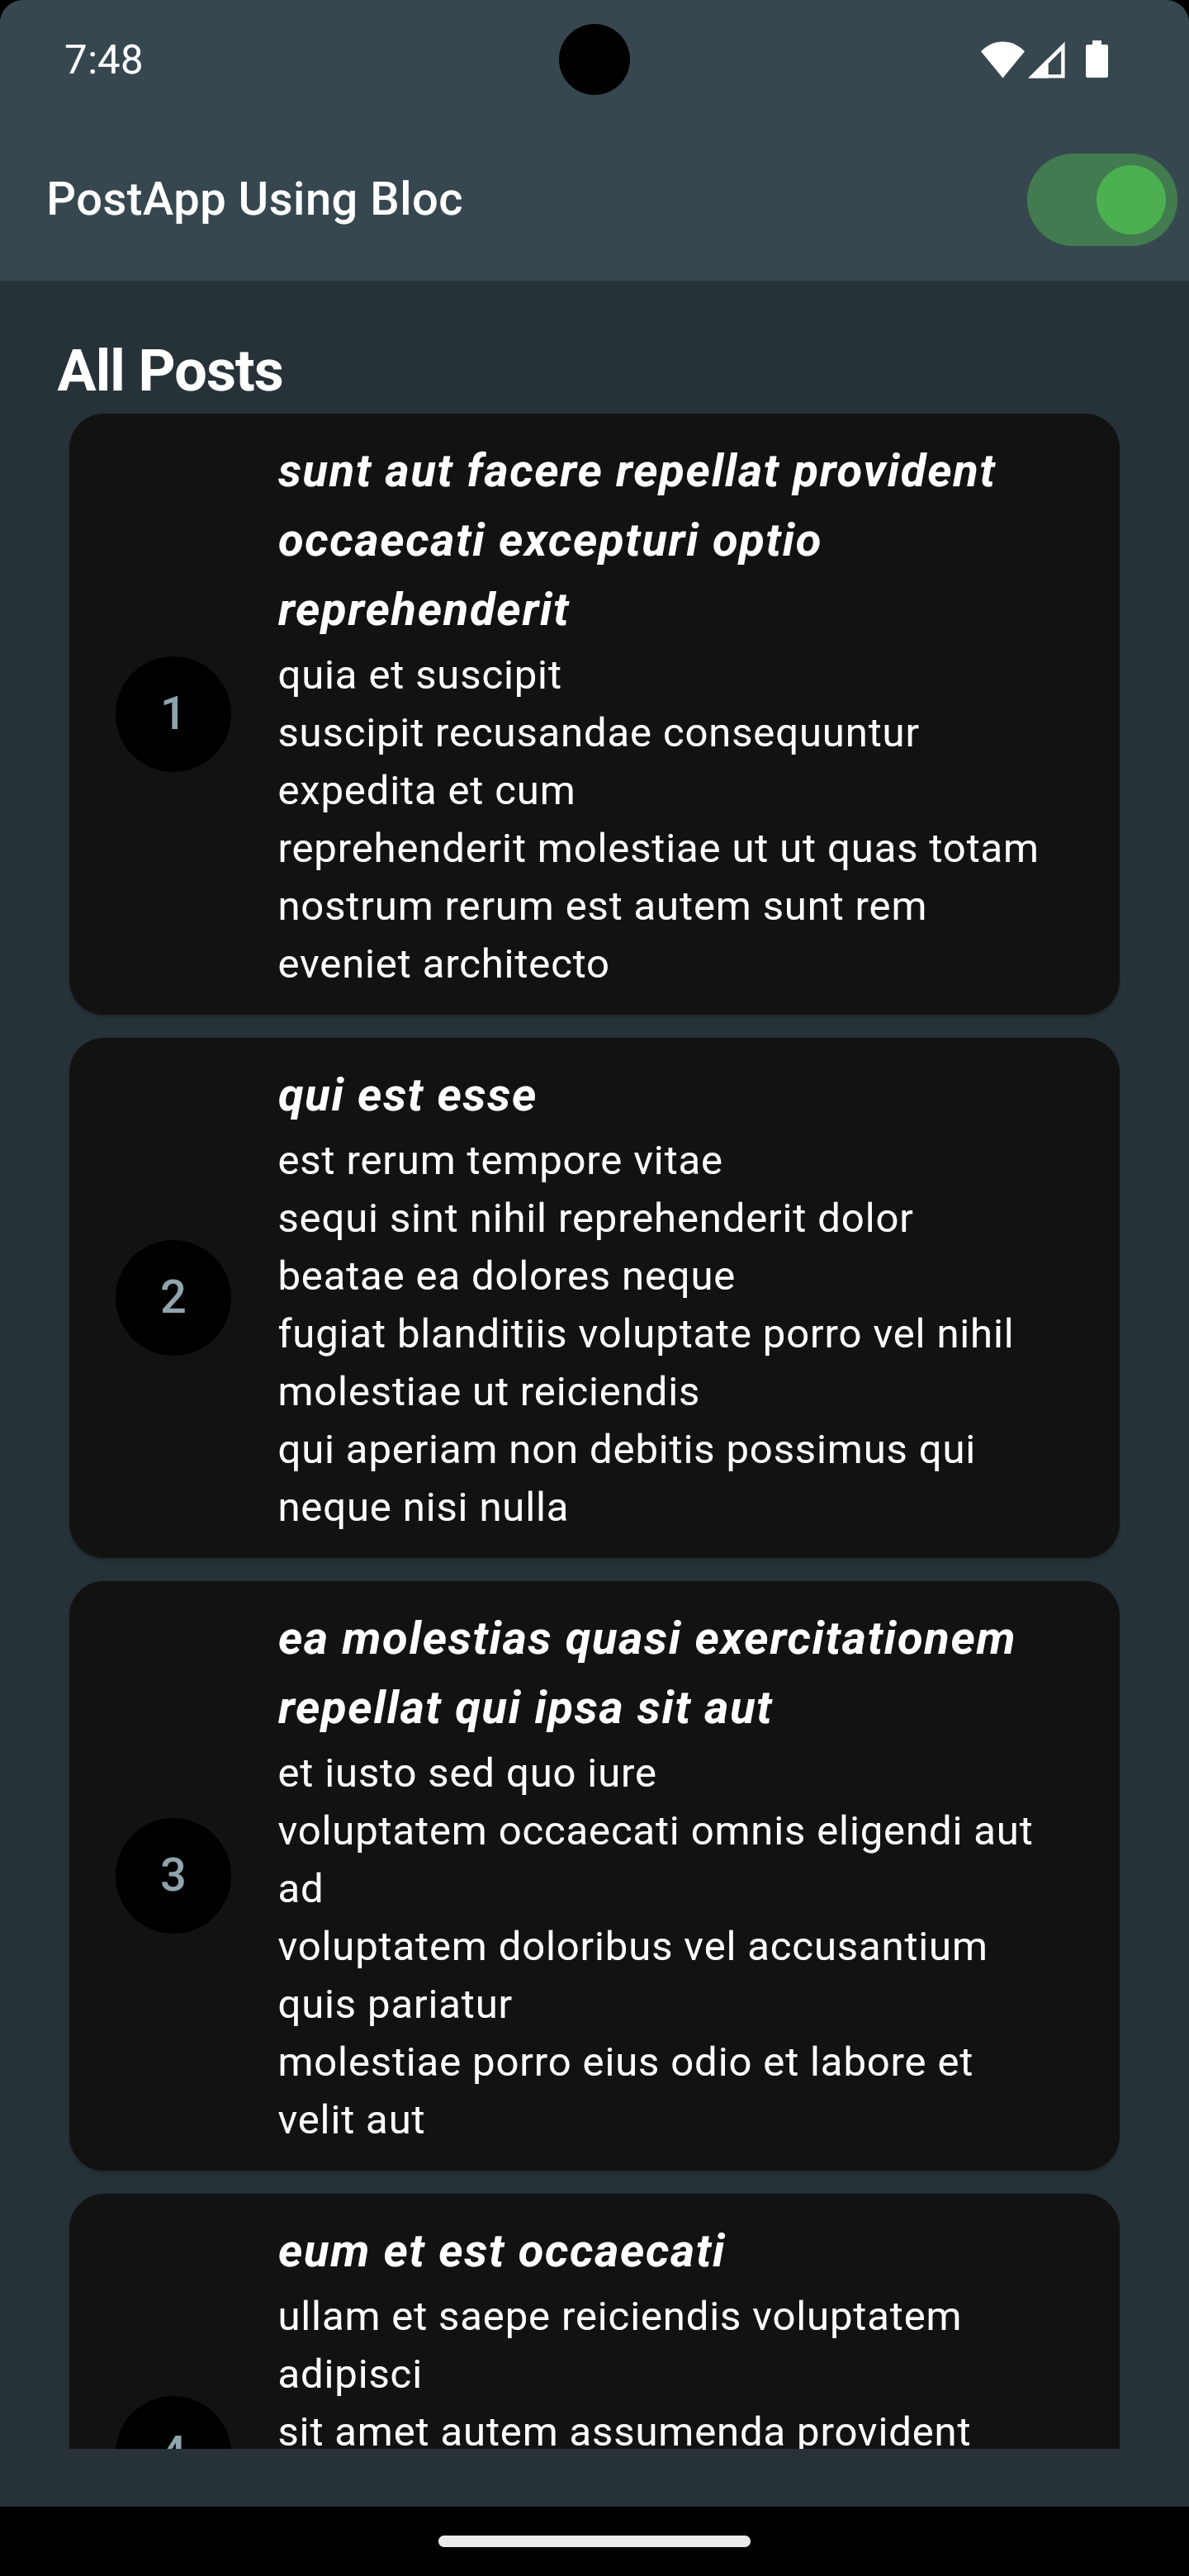 7:48
PostApp Using Bloc
All Posts
sunt aut facere repellat provident
occaecati excepturi optio
reprehenderit
1
quia et suscipit
suscipit recusandae consequuntur
expedita et cum
reprehenderit molestiae ut ut quas totam
nostrum rerum est autem sunt rem
eveniet architecto
qui est esse
2
est rerum tempore vitae
sequi sint nihil reprehenderit dolor
beatae ea dolores neque
fugiat blanditiis voluptate porro vel nihil
molestiae ut reiciendis
qui aperiam non debitis possimus qui
neque nisi nulla
ea molestias quasi exercitationem
repellat qui ipsa sit aut
3
et iusto sed quo iure
voluptatem occaecati omnis eligendi aut
ad
voluptatem doloribus vel accusantium
quis pariatur
molestiae porro eius odio et labore et
velit aut
eum et est occaecati
4
ullam et saepe reiciendis voluptatem
adipisci
sit amet autem assumenda provident